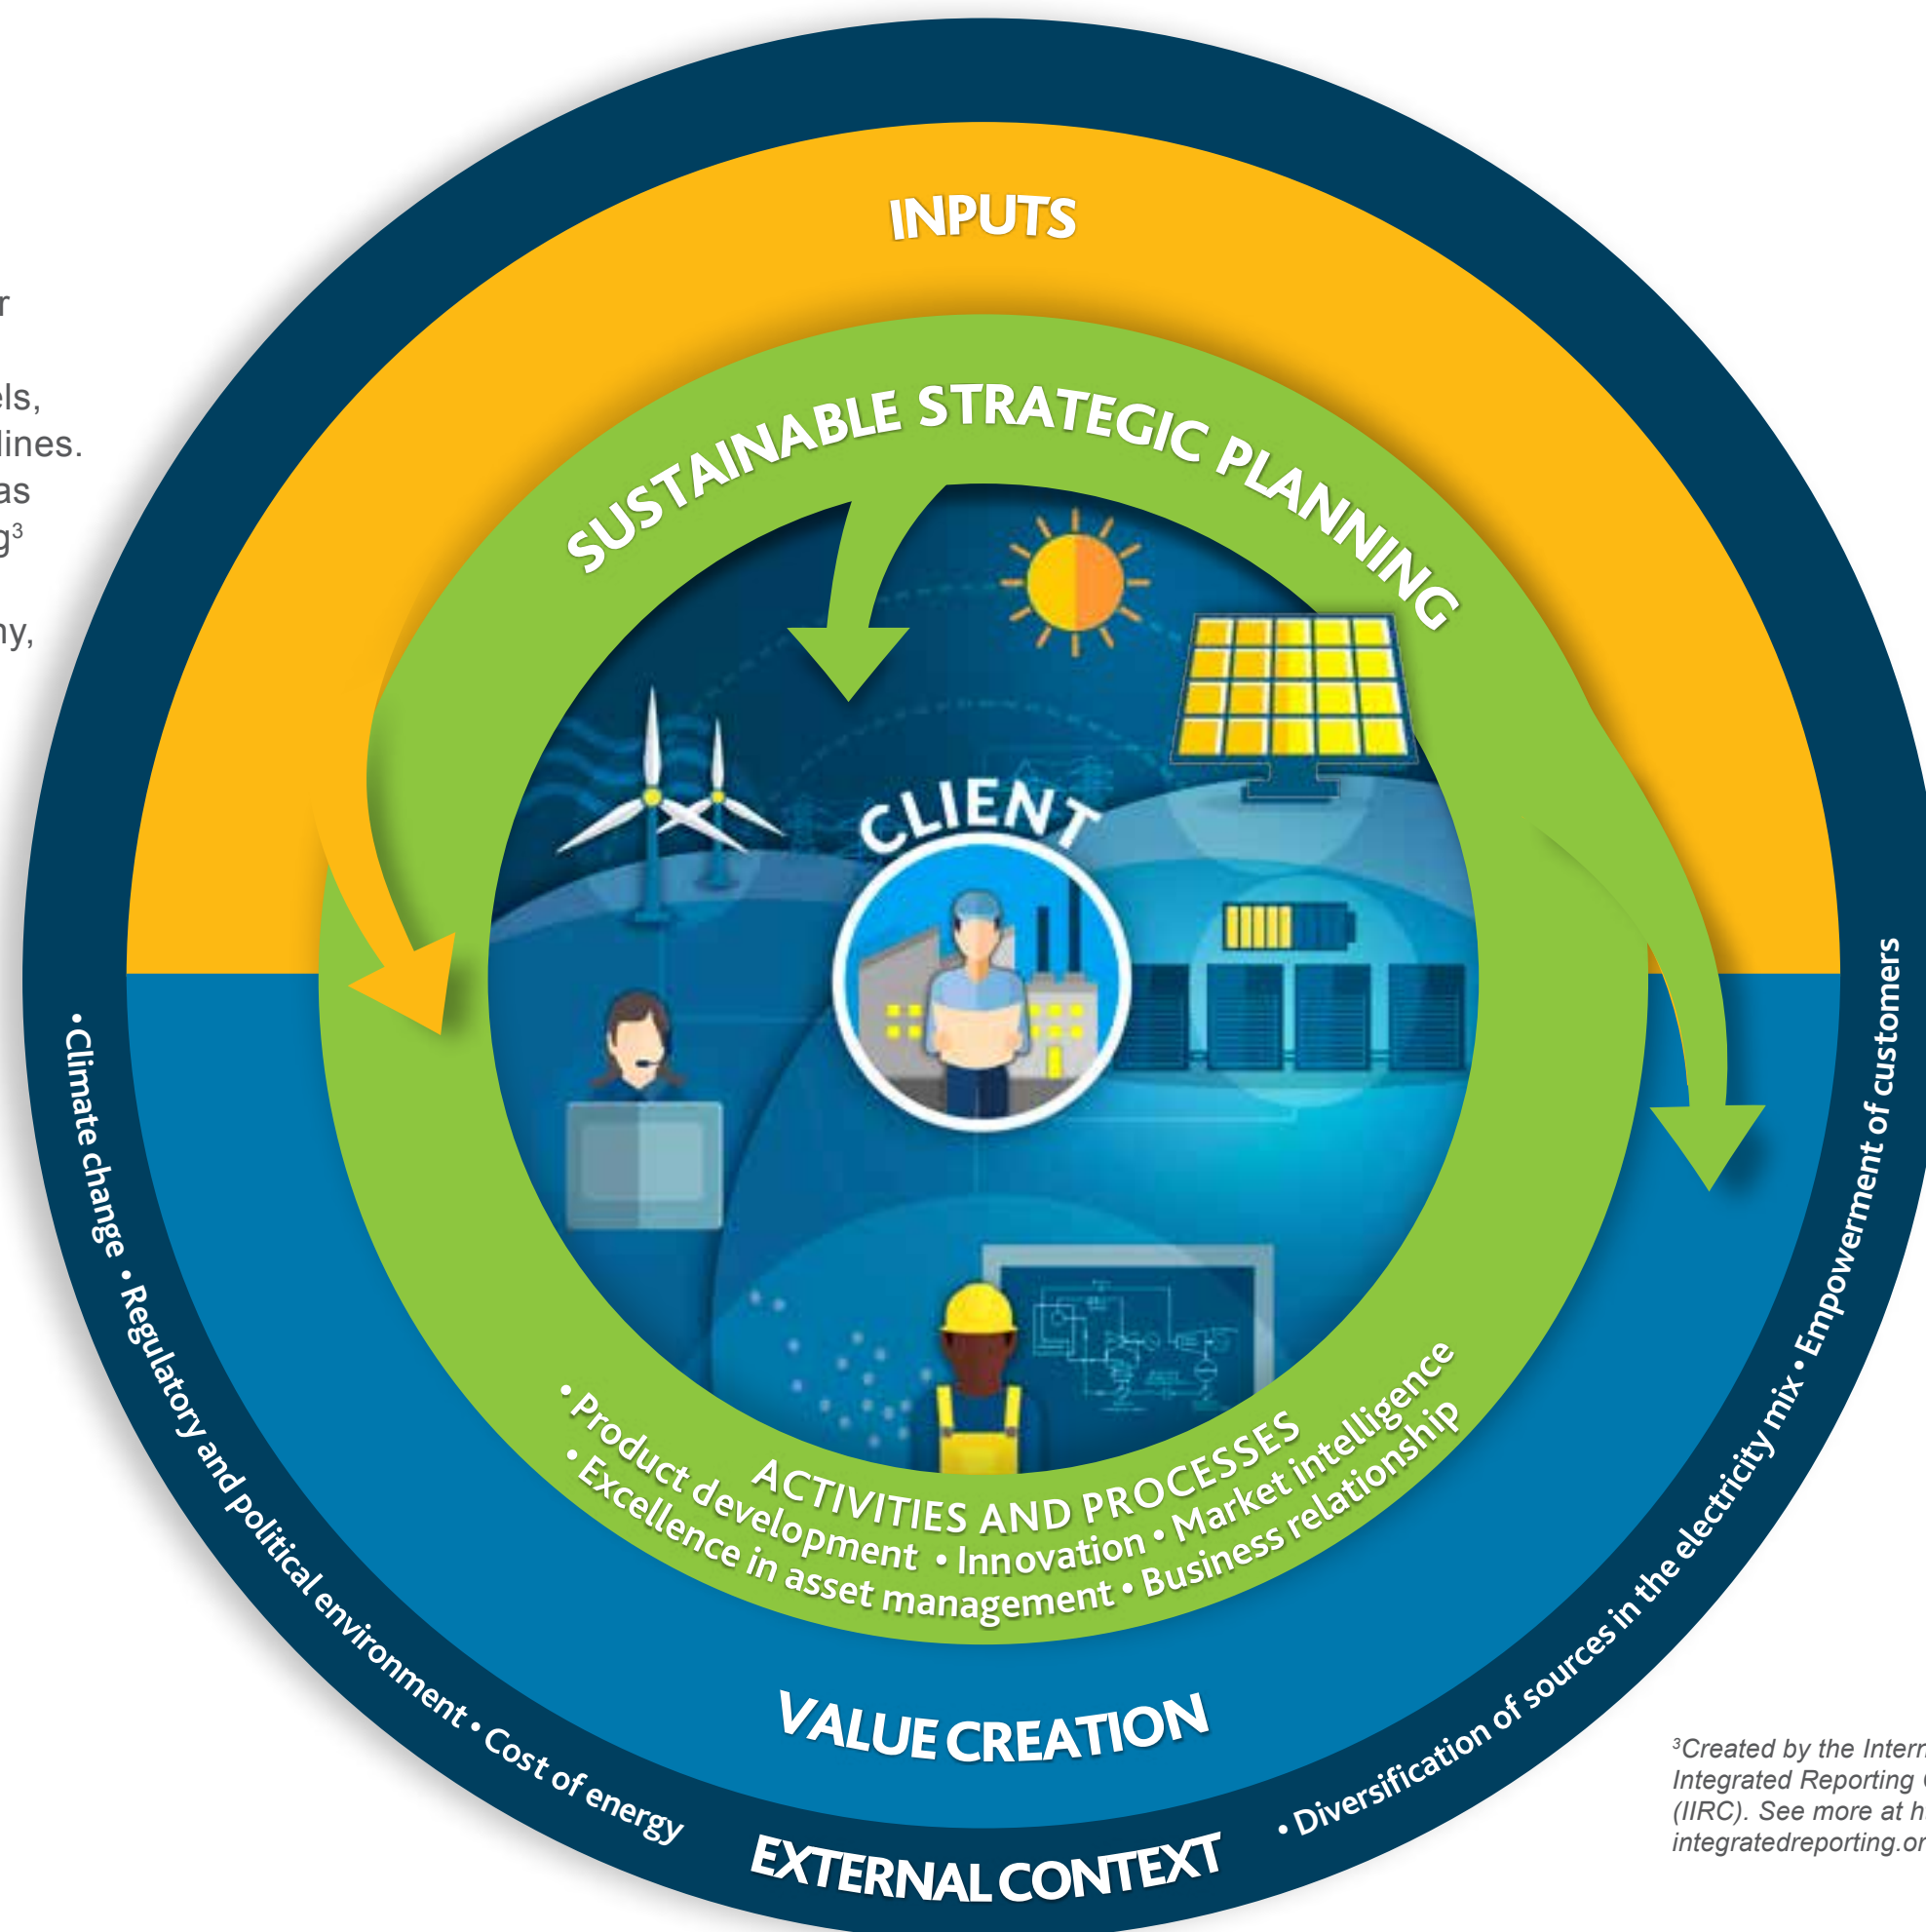 r
els,
lines.
as
g³
ny,
INPUTS
SUSTAINABLE STRATEGIC PLANNING
CLIENT
ACTIVITIES AND PROCESSES
• Product development • Innovation • Market intelligence
• Excellence in asset management • Business relationship
VALUE CREATION
• Climate change • Regulatory and political environment • Cost of energy
EXTERNAL CONTEXT
• Diversification of sources in the electricity mix • Empowerment of customers
³Created by the Intern
Integrated Reporting
(IIRC). See more at h
integratedreporting.or